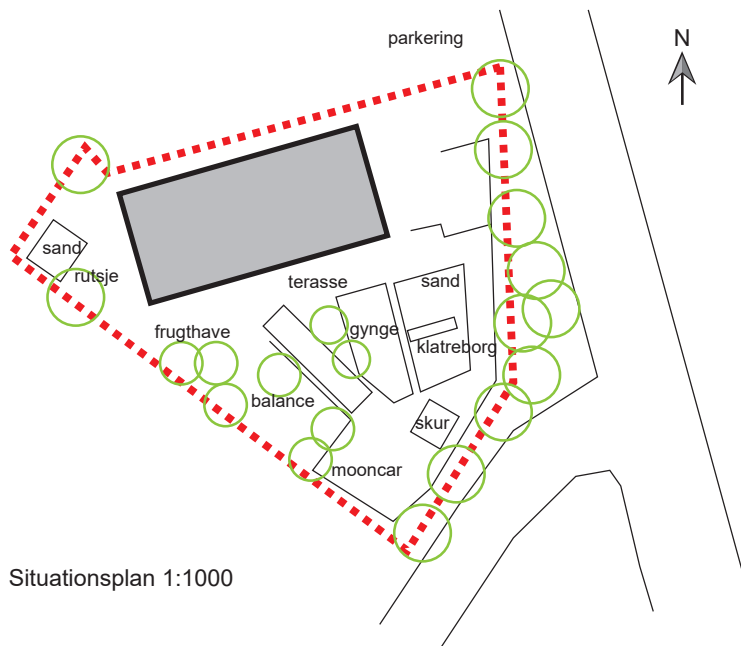 parkering
N
sand
rutsje
terasse
sand
frugthave
gynge
klatreborg
balance
skur
mooncar
Situationsplan 1:1000